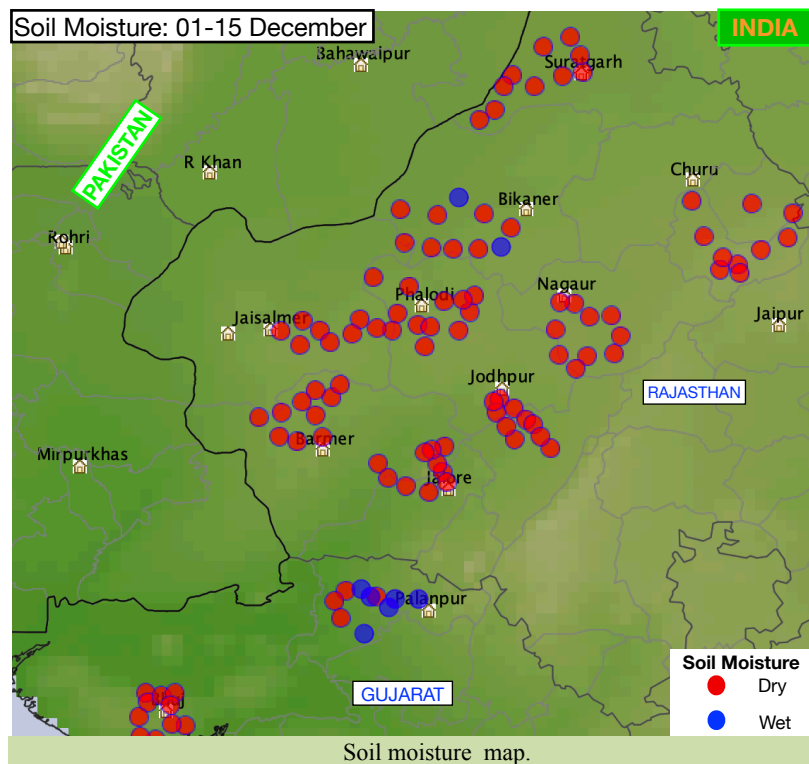 Soil Moisture: 01-15 December
INDIA
Bahawalpur
Suratgarh
PAKISTAN
R Khan
Churu
Bikaner
Rohri
Nagaur
Phalodi
Jaisalmer
Jaipur
Jodhpur
RAJASTHAN
Barmer
Mirpurkhas
Jalore
Palanpur
Soil Moisture
Dry
Wet
GUJARAT
Bhuj
Soil moisture map.